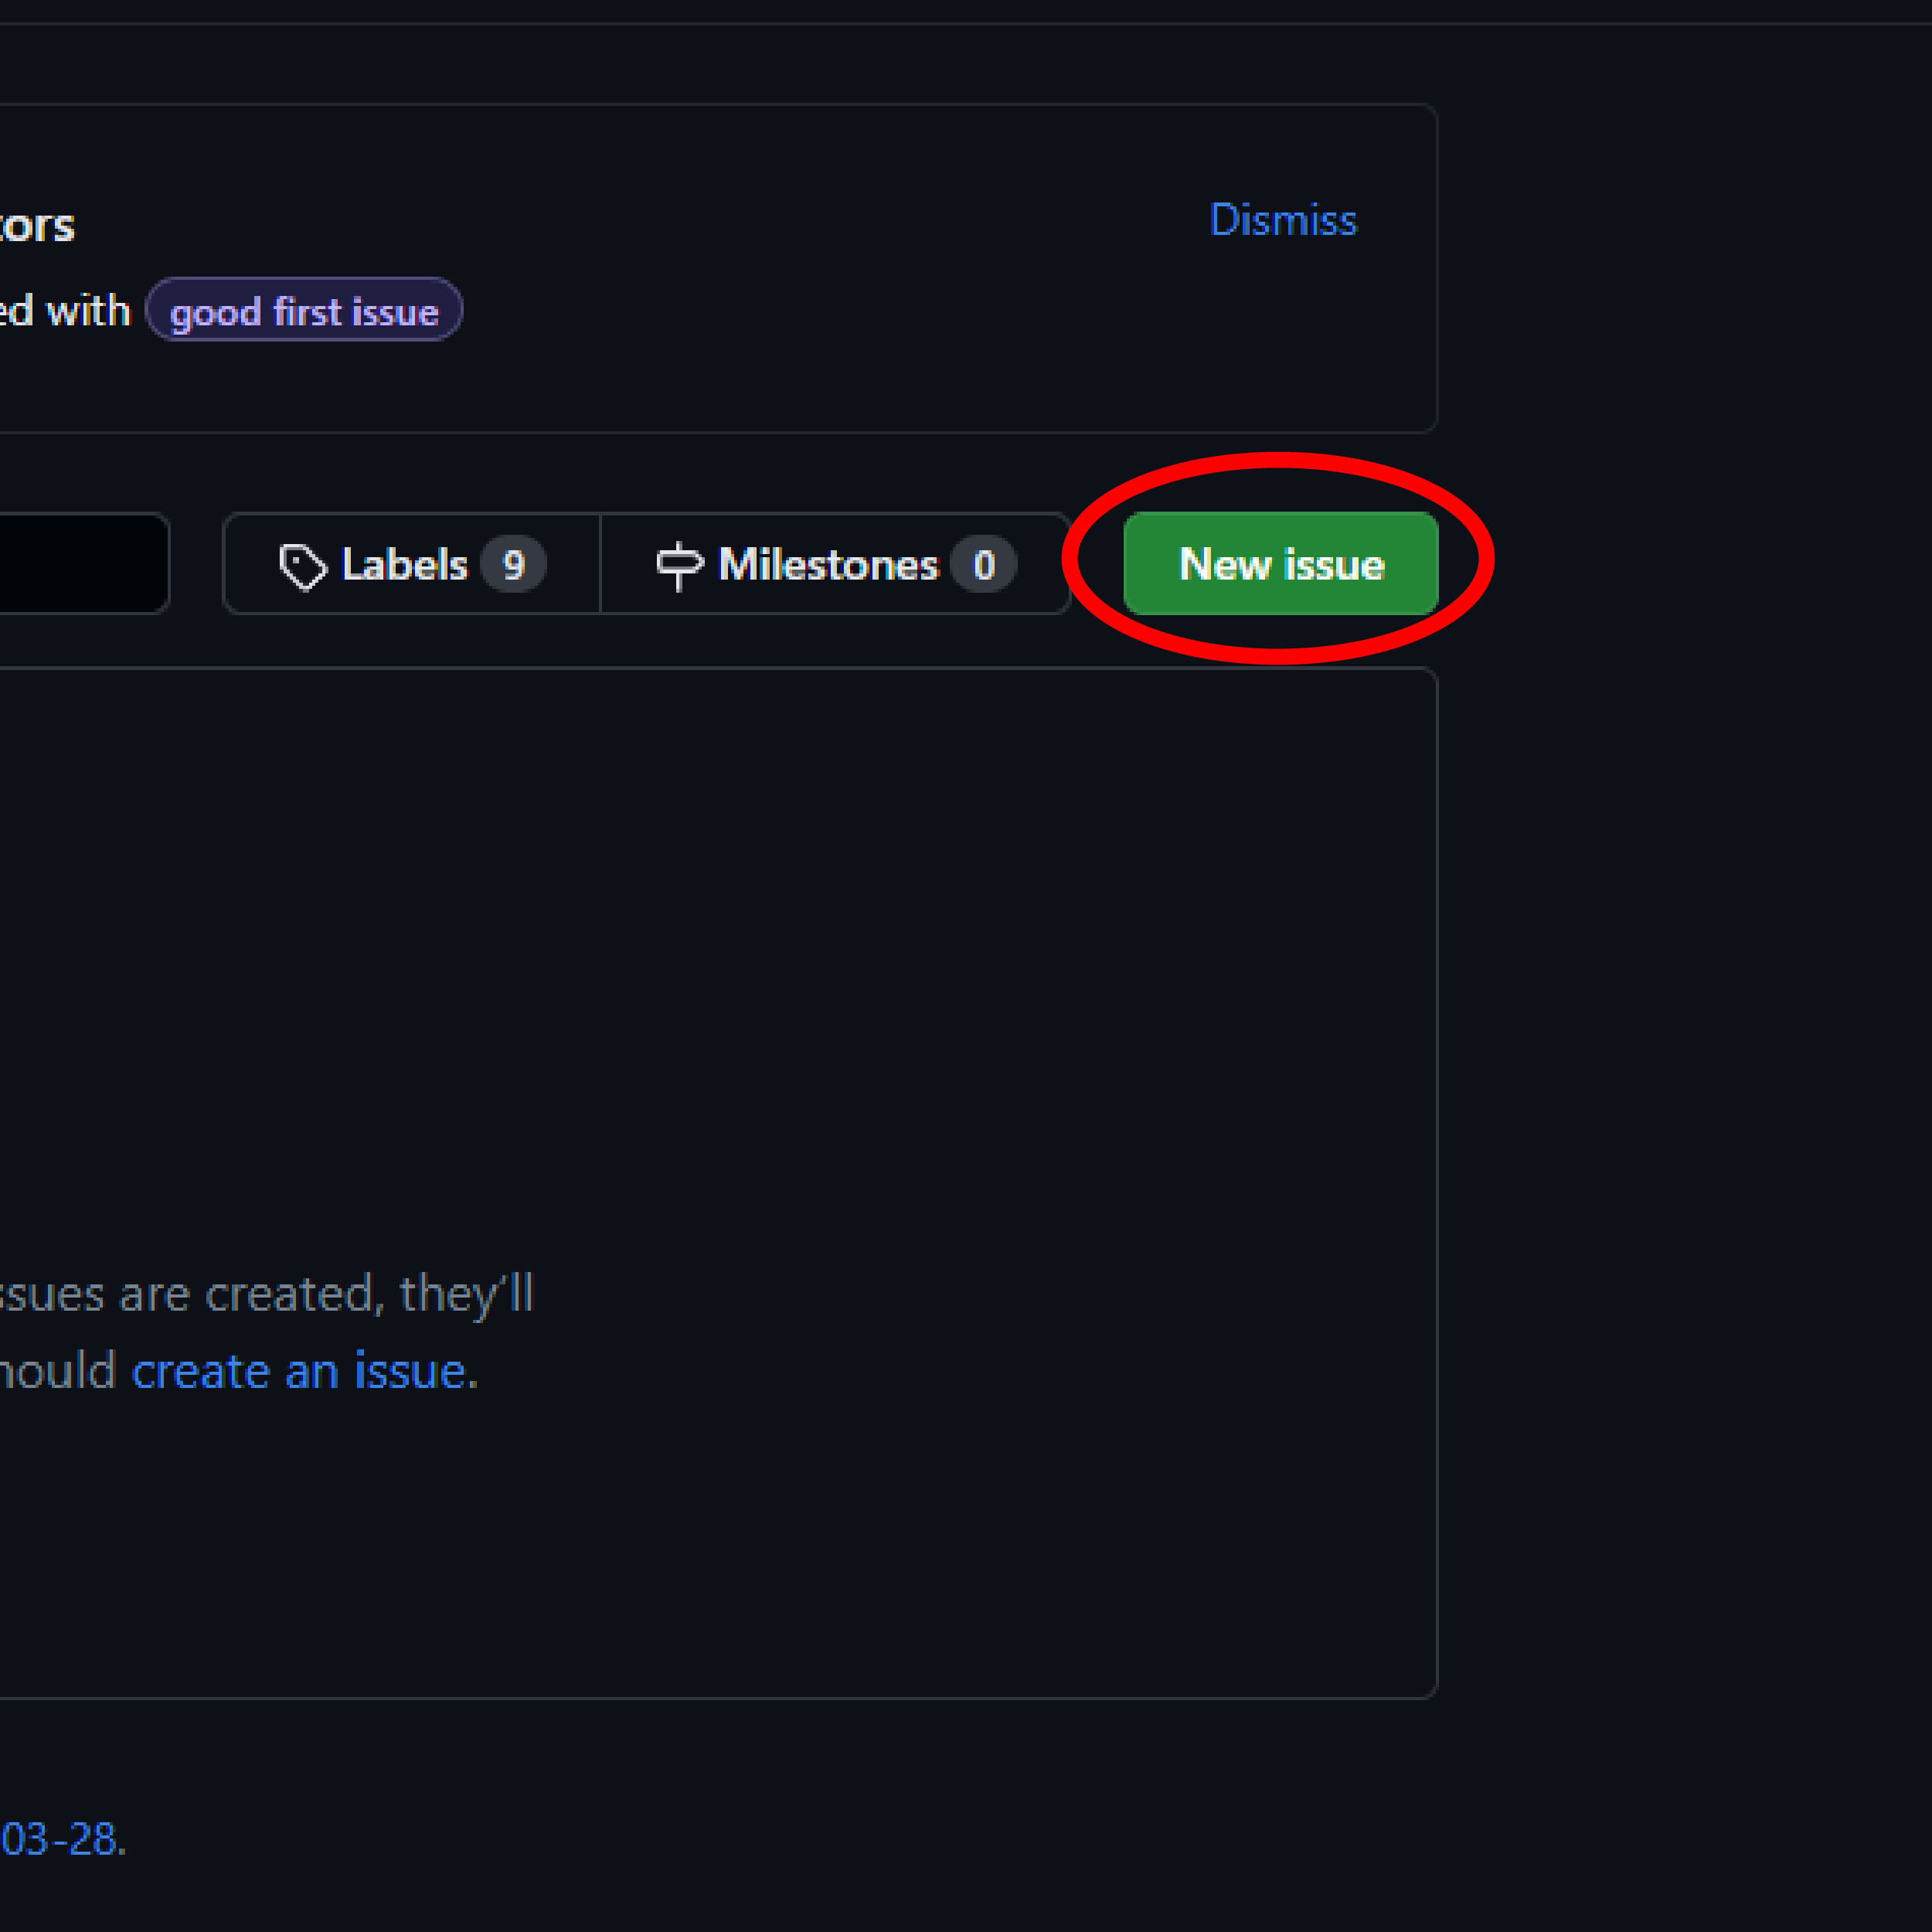 tors
Dismiss
ed with good first issue
Labels 9 Milestones 0 New issue
ssues are created, they'll
hould create an issue.
03-28.